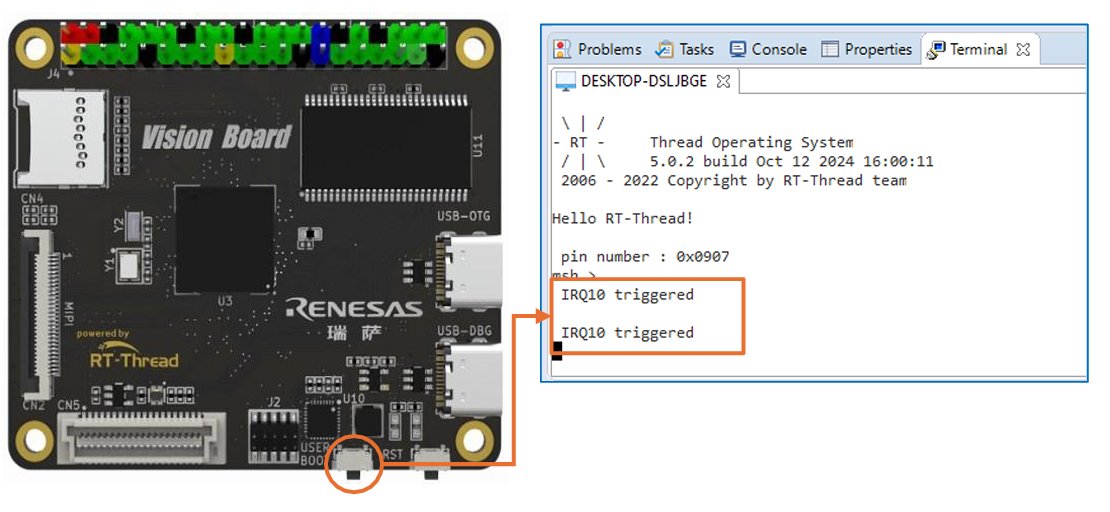 J4
Vision Board
U11
CN4
Y2
Y1
1
MIPI
U3
USB-OTG
RENESAS
瑞萨
USB-DBG
powered by
RT-Thread
CN2
CN5
J2
U10
USER
BOOT
RST
Problems Tasks Console Properties Terminal
DESKTOP-DSLJBGE
\ | /
- RT - Thread Operating System
/ | \ 5.0.2 build Oct 12 2024 16:00:11
2006 - 2022 Copyright by RT-Thread team
Hello RT-Thread!
pin number : 0x0907
msh >
IRQ10 triggered
IRQ10 triggered